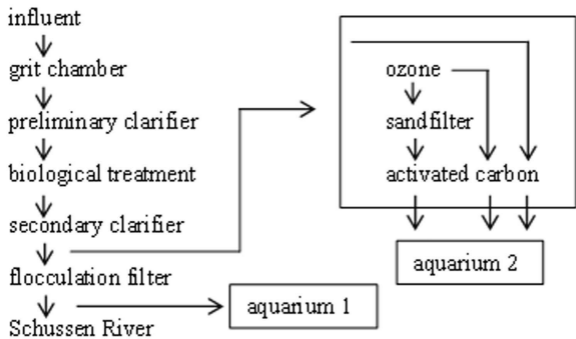 influent
grit chamber
preliminary clarifier
biological treatment
secondary clarifier
flocculation filter
Schussen River
aquarium 1
ozone
sandfilter
activated carbon
aquarium 2